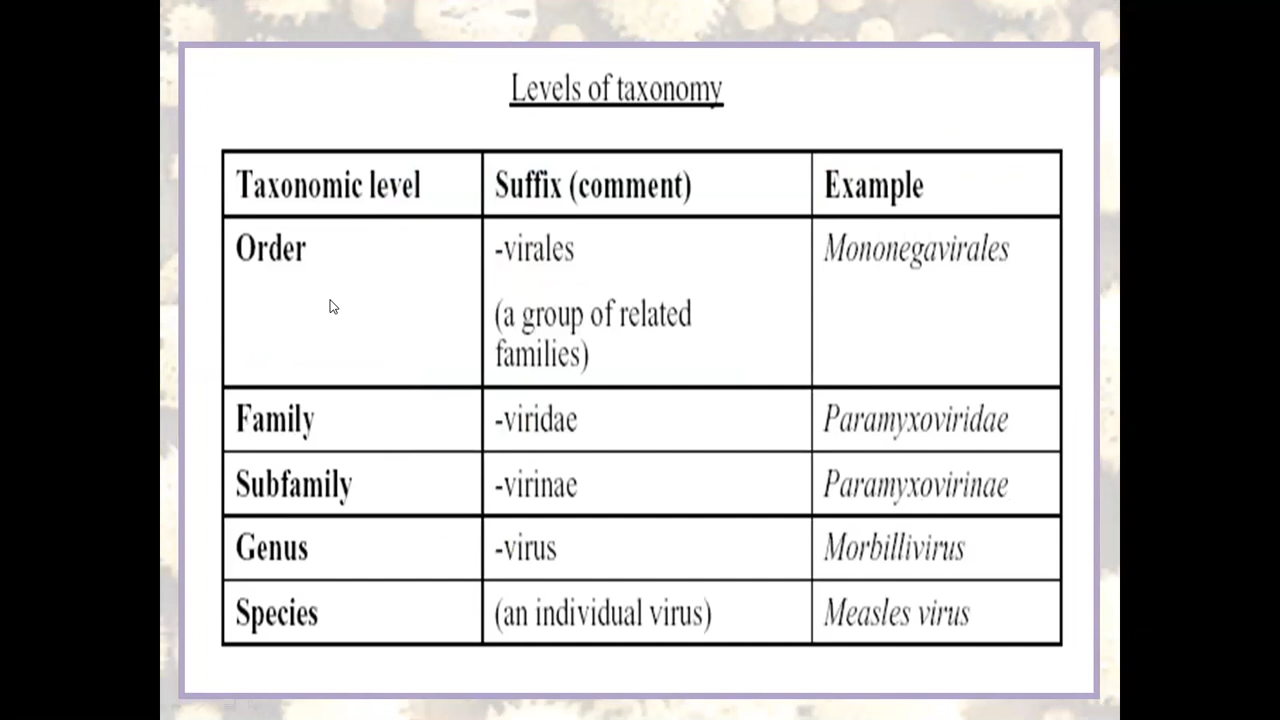 Levels of taxonomy
Taxonomic level Suffix (comment) Example
Order -virales Mononegavirales
(a group of related
families)
Family -viridae Paramyxoviridae
Subfamily -virinae Paramyxovirinae
Genus -virus Morbillivirus
Species (an individual virus) Measles virus